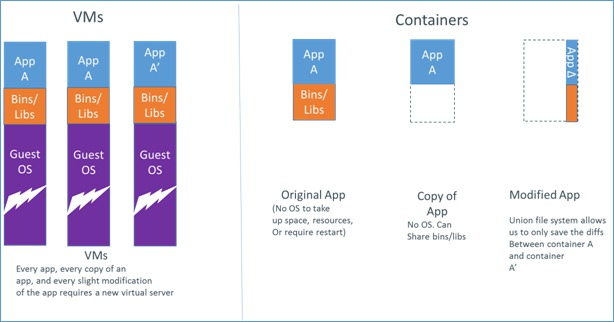 VMs
App
A
Bins/
Libs
Guest
OS
App
A
Bins/
Libs
Guest
OS
App
A’
Bins/
Libs
Guest
OS
VMs
Every app, every copy of an
app, and every slight modification
of the app requires a new virtual server
Containers
App
A
Bins/
Libs
Original App
(No OS to take
up space, resources,
Or require restart)
App
A
Copy of
App
No OS. Can
Share bins/libs
App Δ
Modified App
Union file system allows
us to only save the diffs
Between container A
and container
A’